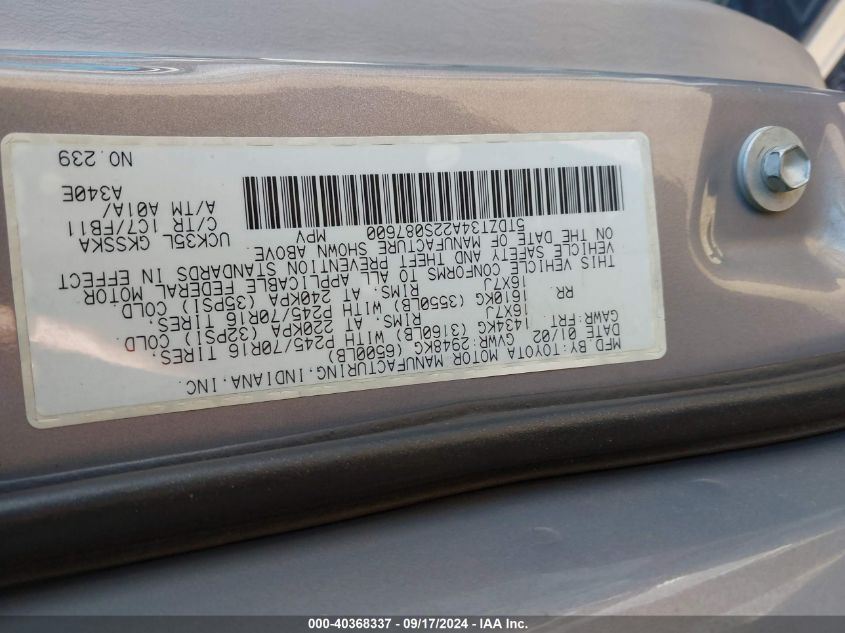 MFD.BY:TOYOTA MOTOR MANUFACTURING,INDIANA,INC.
DATE 01/02 GVWR:2948KG (6500LB)
GAWR:FRT 1434KG (3160LB) WITH P245/70R16 TIRES.
16X7J RIMS. AT 220KPA (32PSI) COLD.
RR 1610KG (3550LB) WITH P245/70R16 TIRES.
16X7J RIMS. AT 240KPA (35PSI) COLD.
THIS VEHICLE CONFORMS TO ALL APPLICABLE FEDERAL MOTOR
VEHICLE SAFETY AND THEFT PREVENTION STANDARDS IN EFFECT
ON THE DATE OF MANUFACTURE SHOWN ABOVE.
5TDZT34A22S087600 MPV
UCK35L GKSSKA
C/TR 1C7/FB11
A/TM A01A/
A340E
NO.239
000-40368337 - 09/17/2024 - IMPACT AUTO AUCTIONS, INC.